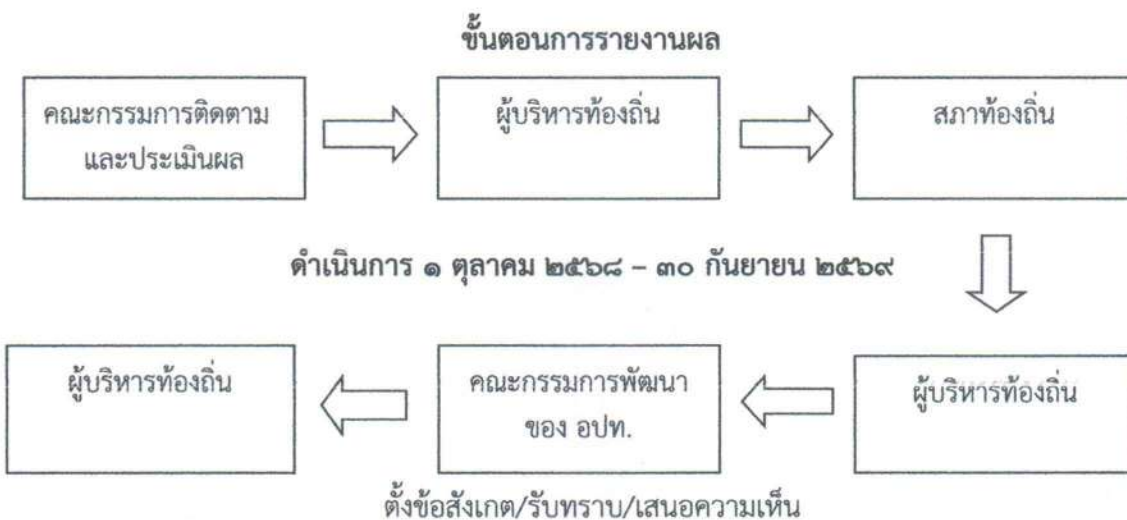 ขั้นตอนการรายงานผล
คณะกรรมการติดตาม
และประเมินผล
ผู้บริหารท้องถิ่น
สภาท้องถิ่น
ดำเนินการ ๑ ตุลาคม ๒๕๖๘ – ๓๐ กันยายน ๒๕๖๙
ผู้บริหารท้องถิ่น
คณะกรรมการพัฒนา
ของ อปท.
ผู้บริหารท้องถิ่น
ตั้งข้อสังเกต/รับทราบ/เสนอความเห็น